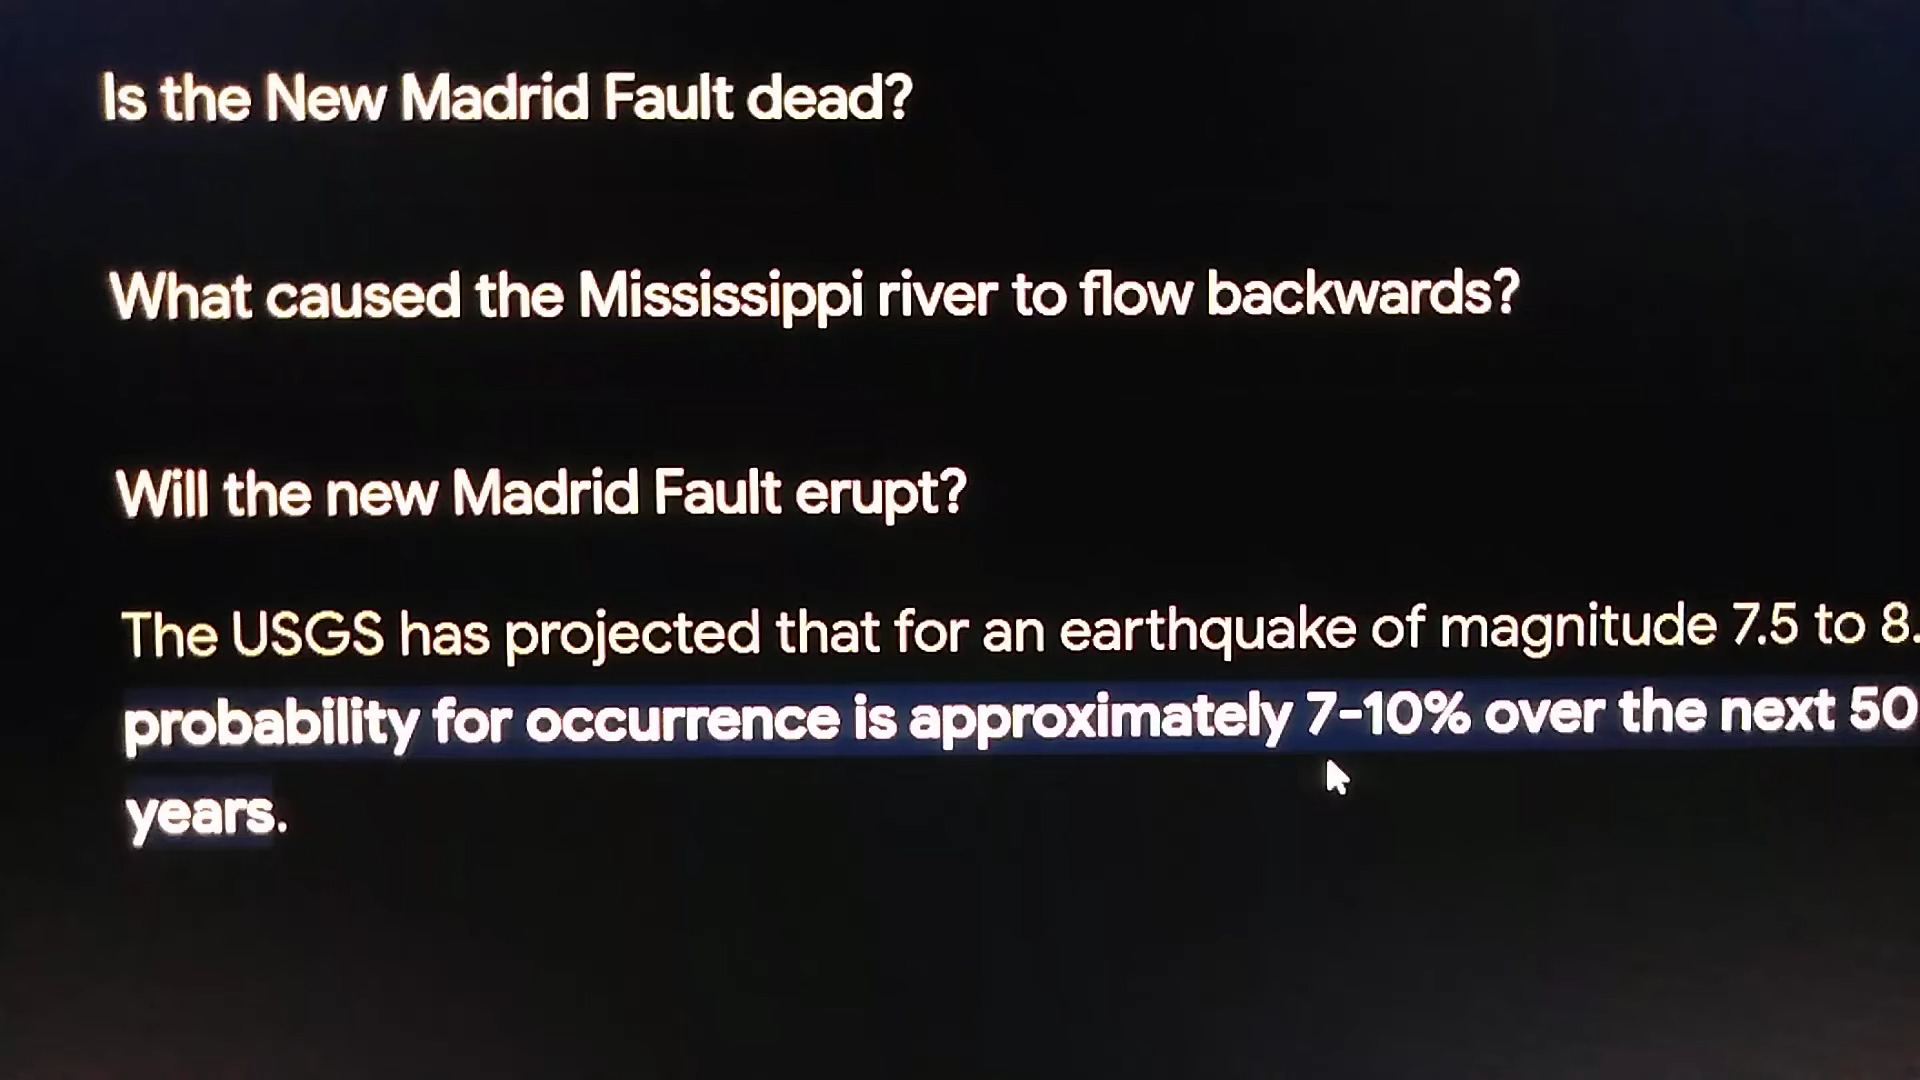 Is the New Madrid Fault dead?
What caused the Mississippi river to flow backwards?
Will the new Madrid Fault erupt?
The USGS has projected that for an earthquake of magnitude 7.5 to 8.
probability for occurrence is approximately 7-10% over the next 50
years.